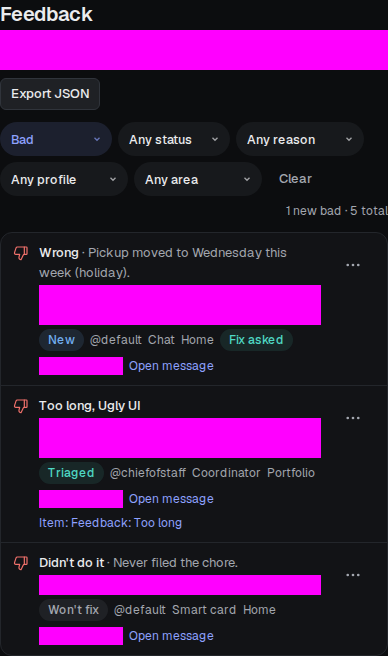 Feedback
Export JSON
Bad
Any status
Any reason
Any profile
Any area
Clear
1 new bad · 5 total
Wrong · Pickup moved to Wednesday this
week (holiday).
New @default Chat Home Fix asked
Open message
Too long, Ugly UI
Triaged @chiefofstaff Coordinator Portfolio
Open message
Item: Feedback: Too long
Didn't do it · Never filed the chore.
Won't fix @default Smart card Home
Open message